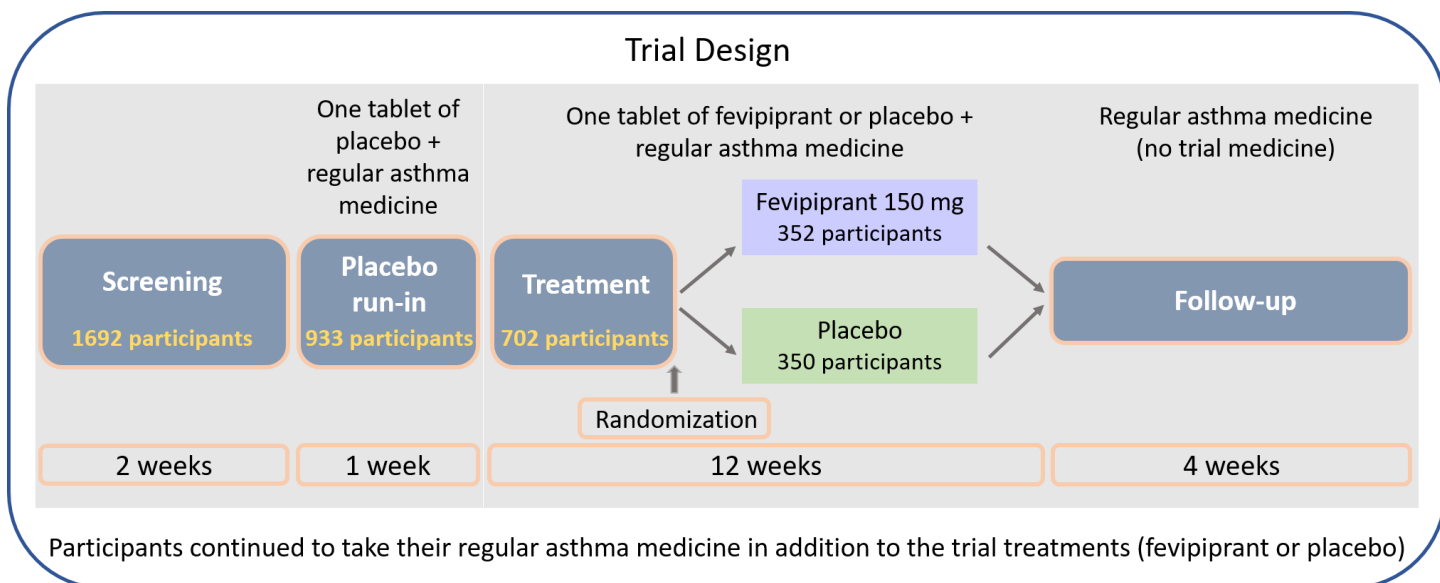 Trial Design
One tablet of
placebo +
regular asthma
medicine
One tablet of fevipiprant or placebo +
regular asthma medicine
Regular asthma medicine
(no trial medicine)
Screening
1692 participants
Placebo
run-in
933 participants
Treatment
702 participants
Fevipiprant 150 mg
352 participants
Placebo
350 participants
Follow-up
Randomization
2 weeks
1 week
12 weeks
4 weeks
Participants continued to take their regular asthma medicine in addition to the trial treatments (fevipiprant or placebo)